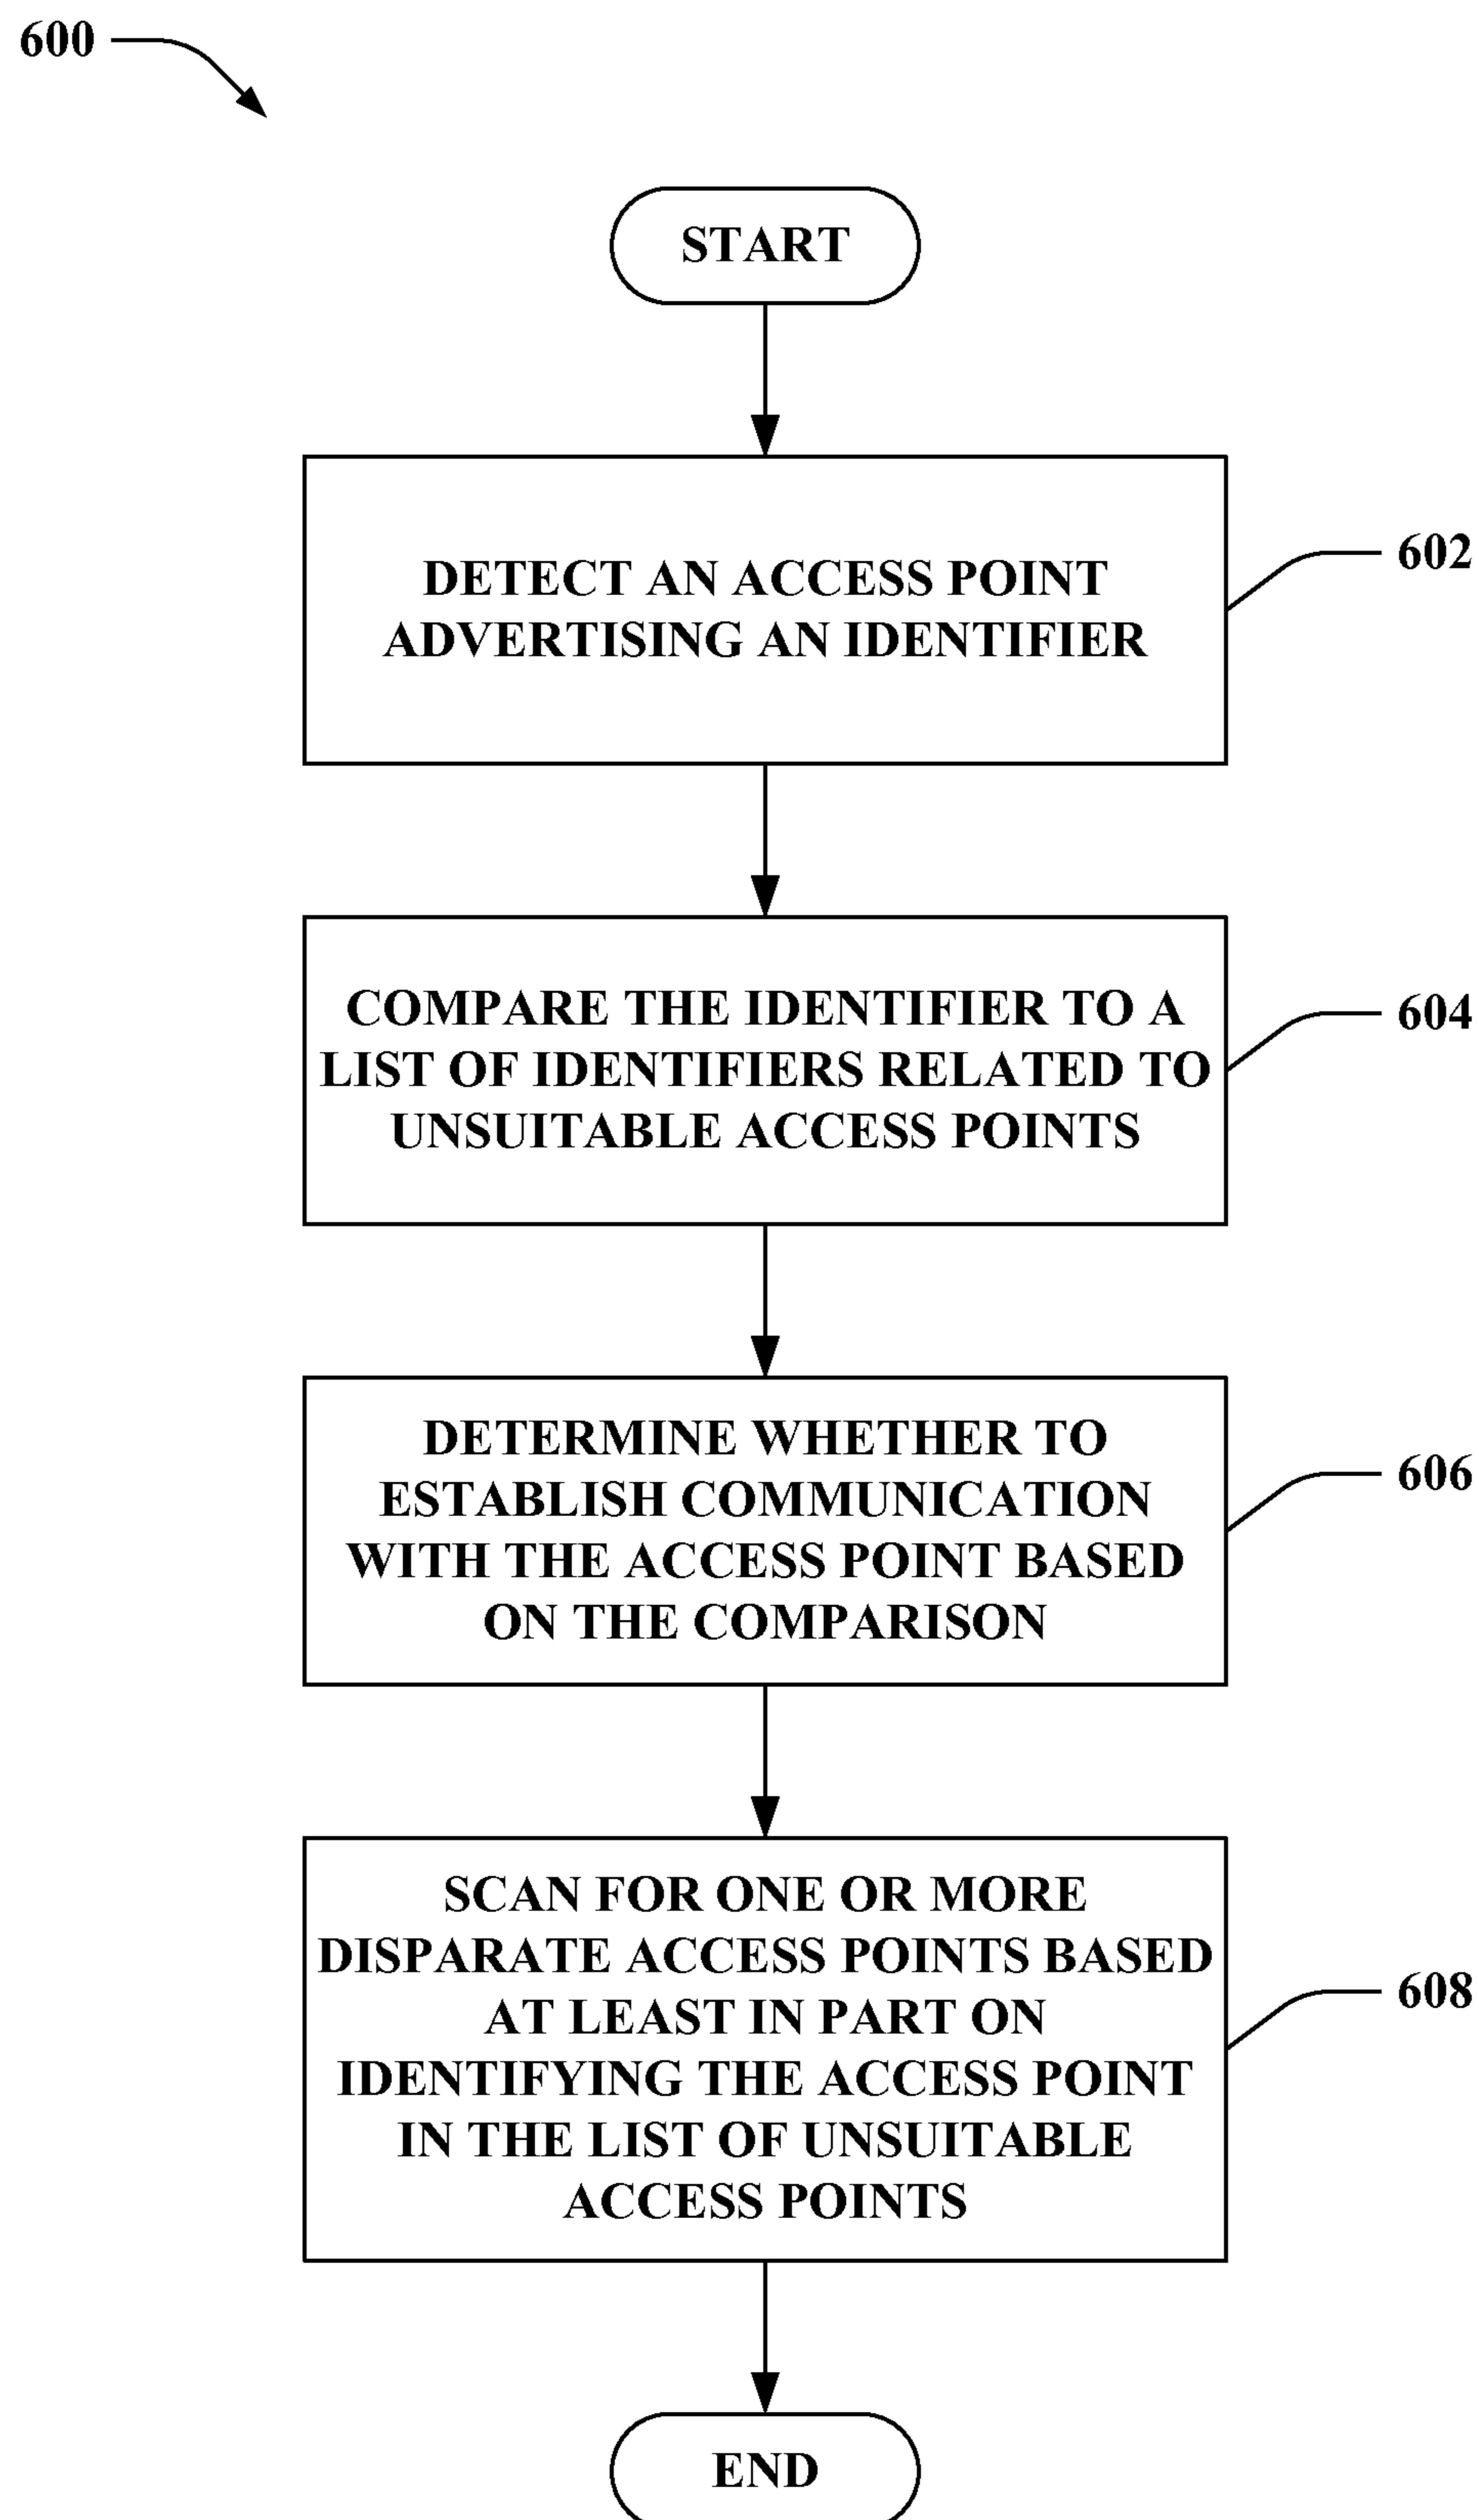 600
START
DETECT AN ACCESS POINT
ADVERTISING AN IDENTIFIER
602
COMPARE THE IDENTIFIER TO A
LIST OF IDENTIFIERS RELATED TO
UNSUITABLE ACCESS POINTS
604
DETERMINE WHETHER TO
ESTABLISH COMMUNICATION
WITH THE ACCESS POINT BASED
ON THE COMPARISON
606
SCAN FOR ONE OR MORE
DISPARATE ACCESS POINTS BASED
AT LEAST IN PART ON
IDENTIFYING THE ACCESS POINT
IN THE LIST OF UNSUITABLE
ACCESS POINTS
608
END